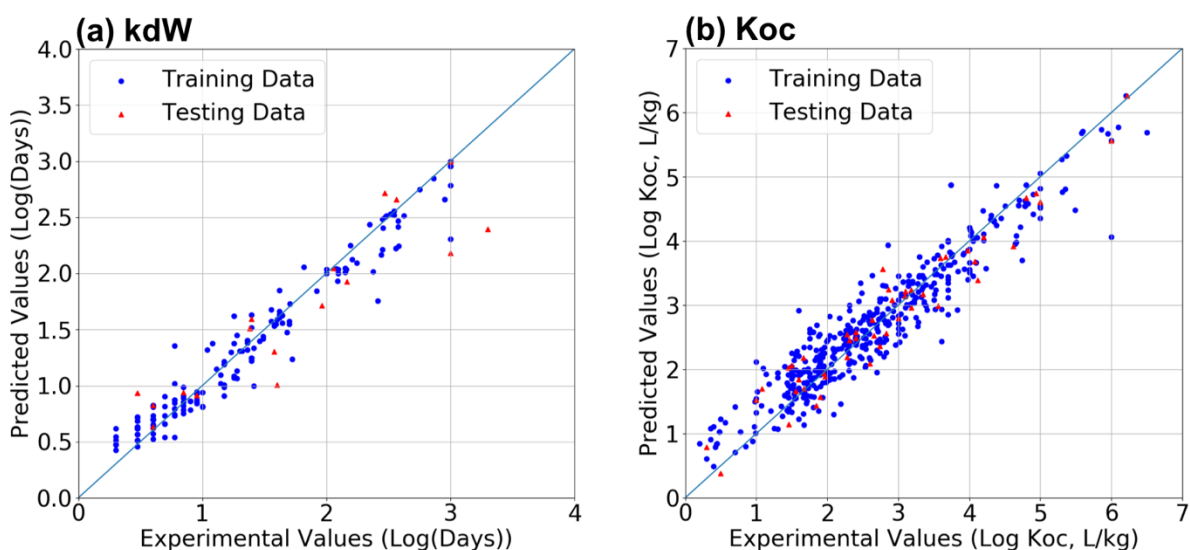 (a) kdW
4.0
3.5
3.0
2.5
2.0
1.5
1.0
0.5
0.0
Predicted Values (Log(Days))
Training Data
Testing Data
0 1 2 3 4
Experimental Values (Log(Days))
(b) Koc
7
6
5
4
3
2
1
0
Predicted Values (Log Koc, L/kg)
Training Data
Testing Data
0 1 2 3 4 5 6 7
Experimental Values (Log Koc, L/kg)